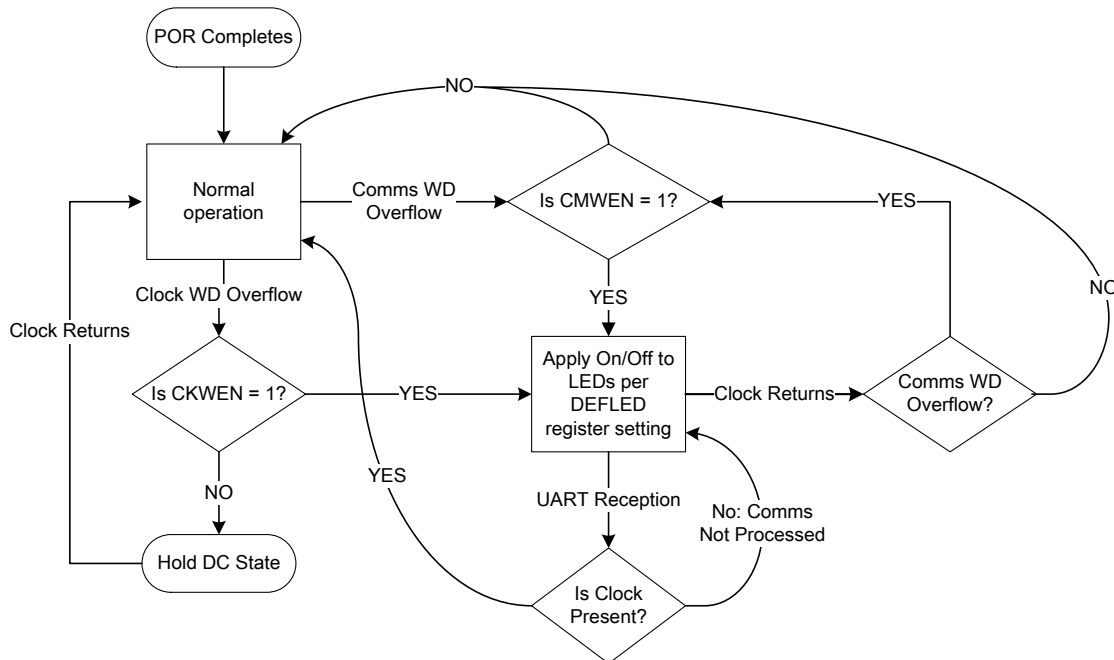 POR Completes
NO
Normal
operation
Comms WD
Overflow
Is CMWEN = 1?
YES
Clock WD Overflow
YES
NO
Clock Returns
Is CKWEN = 1?
YES
Apply On/Off to
LEDs per
DEFLED
register setting
Clock Returns
Comms WD
Overflow?
YES
NO
UART Reception
No: Comms
Not Processed
Hold DC State
Is Clock
Present?